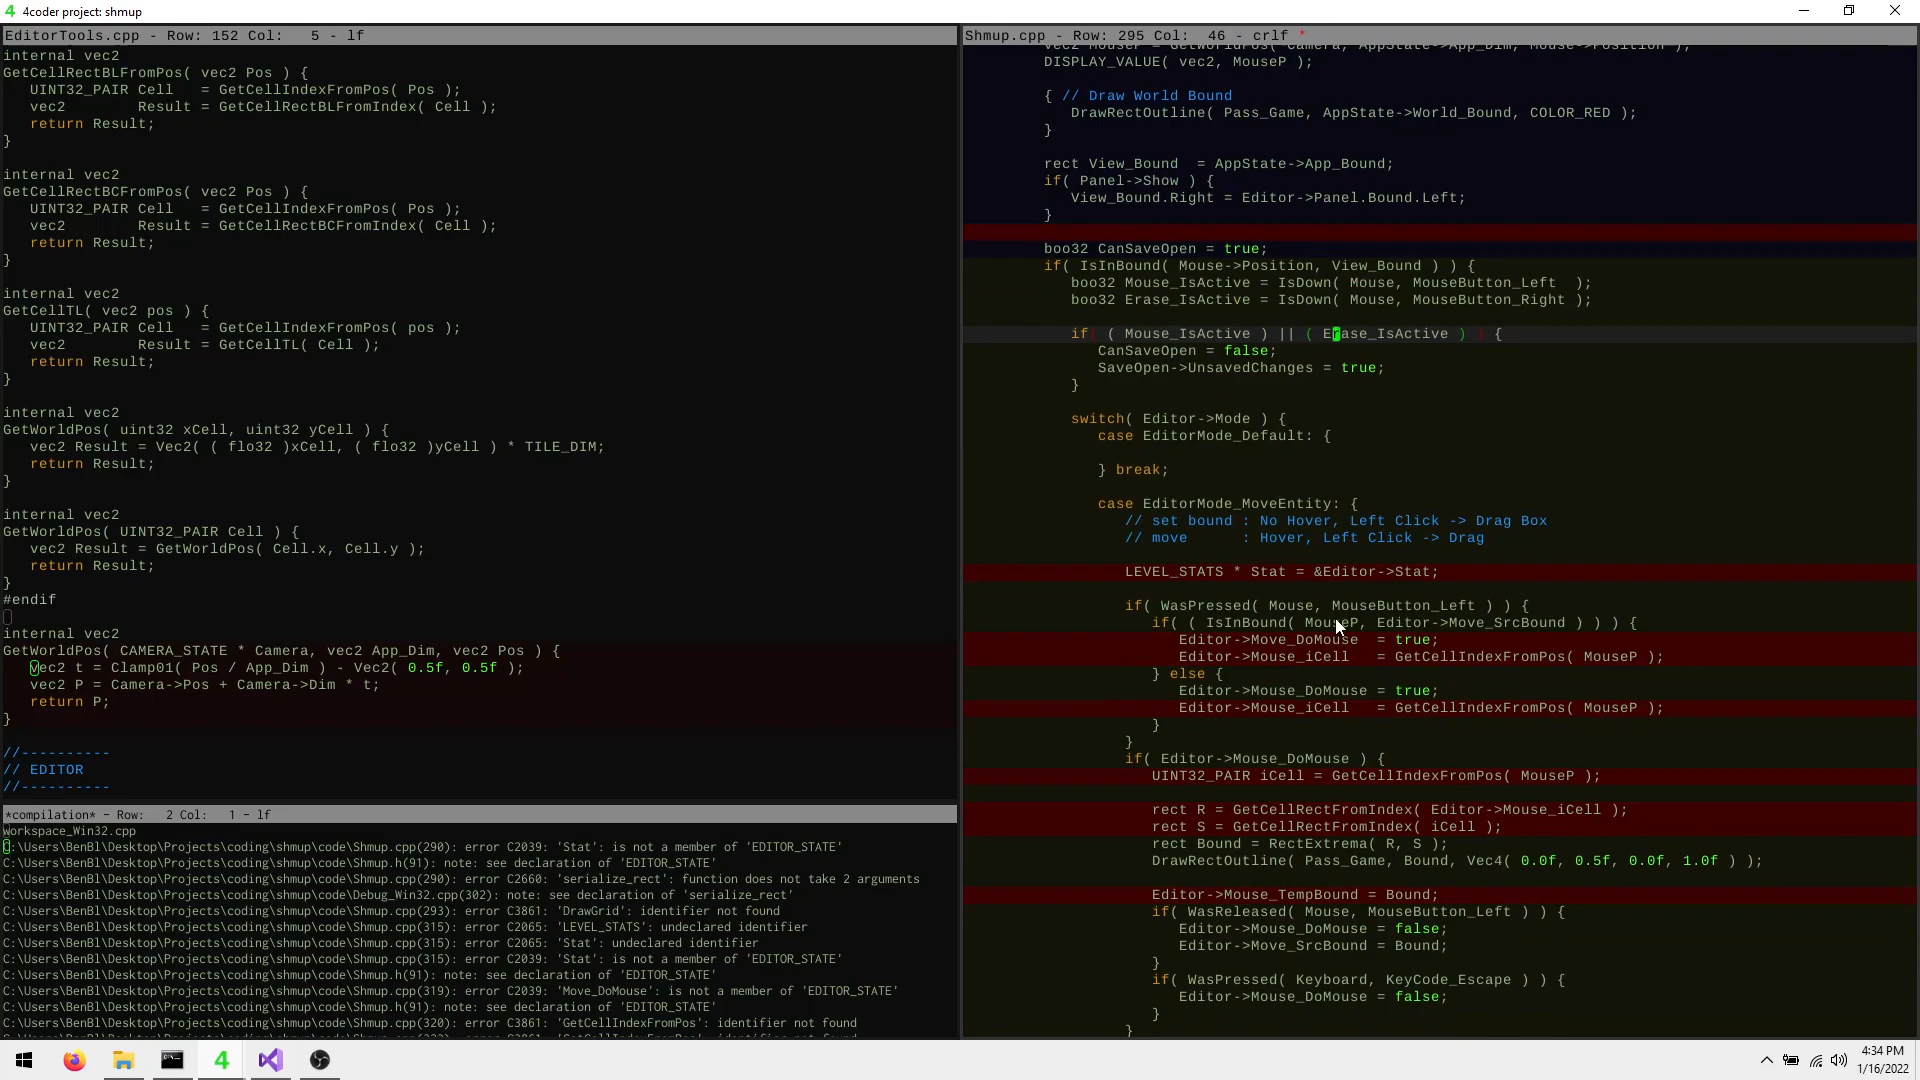 4 4coder project: shmup
EditorTools.cpp - Row: 152 Col:   5 - lf
internal vec2
GetCellRectBLFromPos( vec2 Pos ) {
   UINT32_PAIR Cell   = GetCellIndexFromPos( Pos );
   vec2        Result = GetCellRectBLFromIndex( Cell );
   return Result;
}
internal vec2
GetCellRectBCFromPos( vec2 Pos ) {
   UINT32_PAIR Cell   = GetCellIndexFromPos( Pos );
   vec2        Result = GetCellRectBCFromIndex( Cell );
   return Result;
}
internal vec2
GetCellTL( vec2 pos ) {
   UINT32_PAIR Cell   = GetCellIndexFromPos( pos );
   vec2        Result = GetCellTL( Cell );
   return Result;
}
internal vec2
GetWorldPos( uint32 xCell, uint32 yCell ) {
   vec2 Result = Vec2( ( flo32 )xCell, ( flo32 )yCell ) * TILE_DIM;
   return Result;
}
internal vec2
GetWorldPos( UINT32_PAIR Cell ) {
   vec2 Result = GetWorldPos( Cell.x, Cell.y );
   return Result;
}
#endif
internal vec2
GetWorldPos( CAMERA_STATE * Camera, vec2 App_Dim, vec2 Pos ) {
   vec2 t = Clamp01( Pos / App_Dim ) - Vec2( 0.5f, 0.5f );
   vec2 P = Camera->Pos + Camera->Dim * t;
   return P;
}
//----------
// EDITOR
//----------
*compilation* - Row:   2 Col:   1 - lf
Workspace_Win32.cpp
C:\Users\BenBl\Desktop\Projects\coding\shmup\code\Shmup.cpp(290): error C2039: 'Stat': is not a member of 'EDITOR_STATE'
C:\Users\BenBl\Desktop\Projects\coding\shmup\code\Shmup.h(91): note: see declaration of 'EDITOR_STATE'
C:\Users\BenBl\Desktop\Projects\coding\shmup\code\Shmup.cpp(290): error C2660: 'serialize_rect': function does not take 2 arguments
C:\Users\BenBl\Desktop\Projects\coding\shmup\code\Debug_Win32.cpp(302): note: see declaration of 'serialize_rect'
C:\Users\BenBl\Desktop\Projects\coding\shmup\code\Shmup.cpp(293): error C3861: 'DrawGrid': identifier not found
C:\Users\BenBl\Desktop\Projects\coding\shmup\code\Shmup.cpp(315): error C2065: 'LEVEL_STATS': undeclared identifier
C:\Users\BenBl\Desktop\Projects\coding\shmup\code\Shmup.cpp(315): error C2065: 'Stat': undeclared identifier
C:\Users\BenBl\Desktop\Projects\coding\shmup\code\Shmup.cpp(315): error C2039: 'Stat': is not a member of 'EDITOR_STATE'
C:\Users\BenBl\Desktop\Projects\coding\shmup\code\Shmup.h(91): note: see declaration of 'EDITOR_STATE'
C:\Users\BenBl\Desktop\Projects\coding\shmup\code\Shmup.cpp(319): error C2039: 'Move_DoMouse': is not a member of 'EDITOR_STATE'
C:\Users\BenBl\Desktop\Projects\coding\shmup\code\Shmup.h(91): note: see declaration of 'EDITOR_STATE'
C:\Users\BenBl\Desktop\Projects\coding\shmup\code\Shmup.cpp(320): error C3861: 'GetCellIndexFromPos': identifier not found
Shmup.cpp - Row: 295 Col:  46 - crlf *
vec2 MouseP = GetWorldPos( Camera, AppState->App_Dim, Mouse->Position );
DISPLAY_VALUE( vec2, MouseP );
{ // Draw World Bound
   DrawRectOutline( Pass_Game, AppState->World_Bound, COLOR_RED );
}
rect View_Bound  = AppState->App_Bound;
if( Panel->Show ) {
   View_Bound.Right = Editor->Panel.Bound.Left;
}
boo32 CanSaveOpen = true;
if( IsInBound( Mouse->Position, View_Bound ) ) {
   boo32 Mouse_IsActive = IsDown( Mouse, MouseButton_Left  );
   boo32 Erase_IsActive = IsDown( Mouse, MouseButton_Right );
   if( ( Mouse_IsActive ) || ( Erase_IsActive ) ) {
      CanSaveOpen = false;
      SaveOpen->UnsavedChanges = true;
   }
   switch( Editor->Mode ) {
      case EditorMode_Default: {
      } break;
      case EditorMode_MoveEntity: {
         // set bound : No Hover, Left Click -> Drag Box
         // move      : Hover, Left Click -> Drag
         LEVEL_STATS * Stat = &Editor->Stat;
         if( WasPressed( Mouse, MouseButton_Left ) ) {
            if( ( IsInBound( MouseP, Editor->Move_SrcBound ) ) ) {
               Editor->Move_DoMouse  = true;
               Editor->Mouse_iCell   = GetCellIndexFromPos( MouseP );
            } else {
               Editor->Mouse_DoMouse = true;
               Editor->Mouse_iCell   = GetCellIndexFromPos( MouseP );
            }
         }
         if( Editor->Mouse_DoMouse ) {
            UINT32_PAIR iCell = GetCellIndexFromPos( MouseP );
            rect R = GetCellRectFromIndex( Editor->Mouse_iCell );
            rect S = GetCellRectFromIndex( iCell );
            rect Bound = RectExtrema( R, S );
            DrawRectOutline( Pass_Game, Bound, Vec4( 0.0f, 0.5f, 0.0f, 1.0f ) );
            Editor->Mouse_TempBound = Bound;
            if( WasReleased( Mouse, MouseButton_Left ) ) {
               Editor->Mouse_DoMouse = false;
               Editor->Move_SrcBound = Bound;
            }
            if( WasPressed( Keyboard, KeyCode_Escape ) ) {
               Editor->Mouse_DoMouse = false;
            }
         }
4:34 PM
1/16/2022